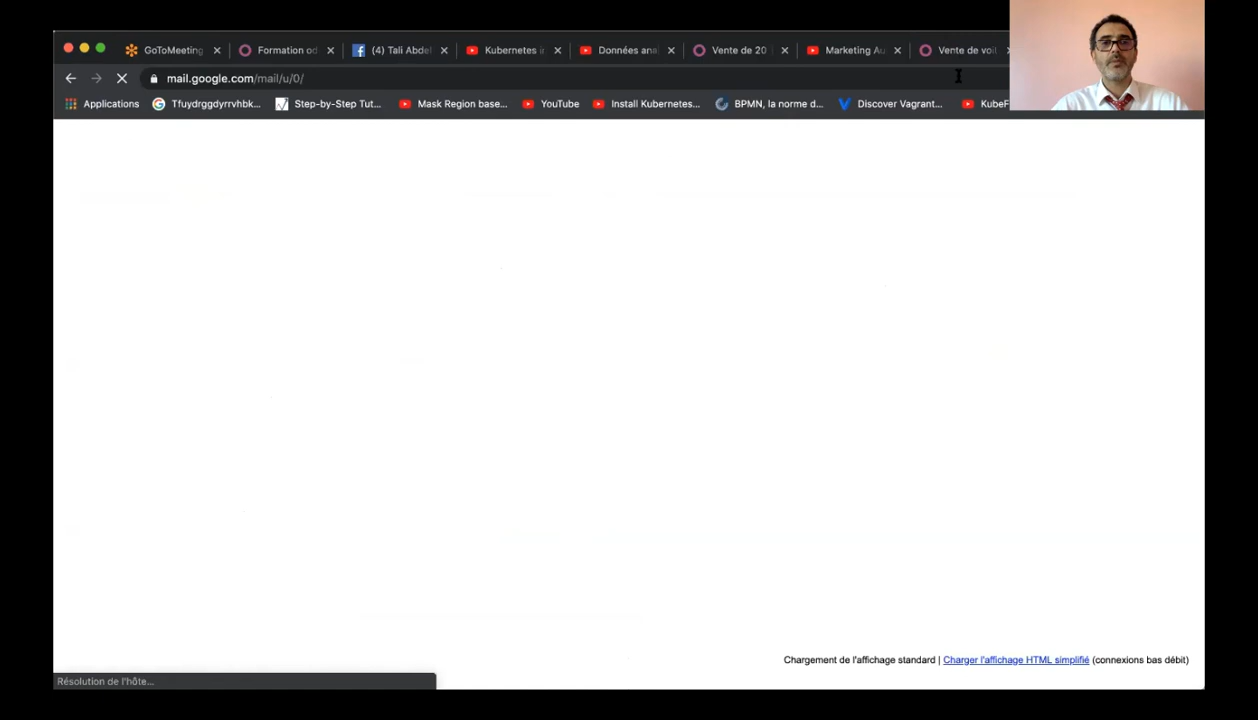 GoToMeeting
Formation od
(4) Tali Abdel
Kubernetes i
Données ana
Vente de 20
Marketing Au
Vente de voil
mail.google.com/mail/u/0/
Applications
Tfuydrggdyrrvhbk...
Step-by-Step Tut...
Mask Region base...
YouTube
Install Kubernetes...
BPMN, la norme d...
Discover Vagrant...
KubeF
Chargement de l'affichage standard | Charger l'affichage HTML simplifié (connexions bas débit)
Résolution de l'hôte...